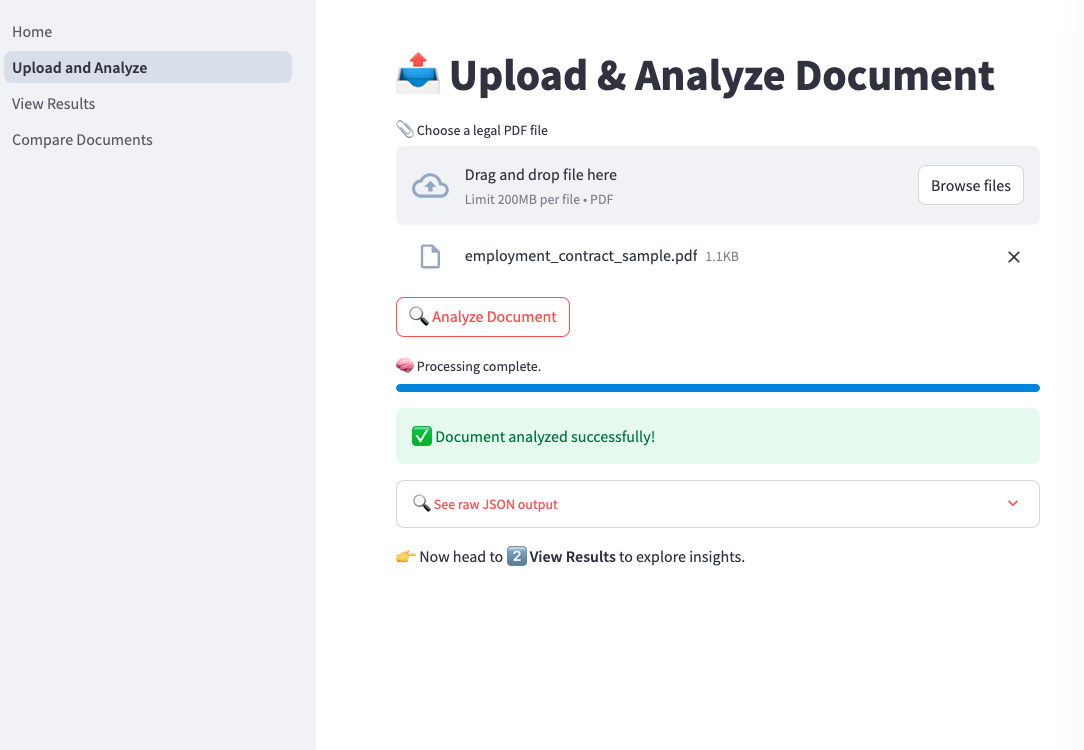 Home
Upload and Analyze
View Results
Compare Documents
📤 Upload & Analyze Document
📎 Choose a legal PDF file
Drag and drop file here
Limit 200MB per file • PDF
Browse files
employment_contract_sample.pdf 1.1KB
🔍 Analyze Document
🧠 Processing complete.
✅ Document analyzed successfully!
🔍 See raw JSON output
👉 Now head to 2️⃣ View Results to explore insights.